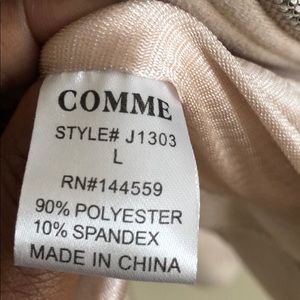 COMME
STYLE# J1303
L
RN#144559
90% POLYESTER
10% SPANDEX
MADE IN CHINA